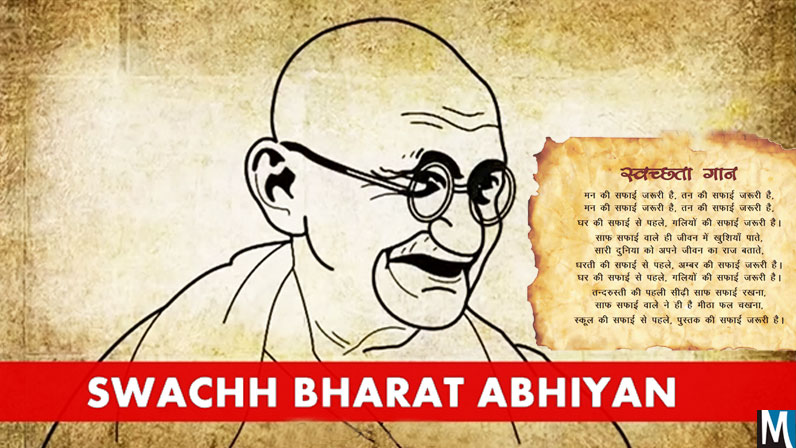 स्वच्छता गान
मन की सफाई जरूरी है, तन की सफाई जरूरी है,
मन की सफाई जरूरी है, तन की सफाई जरूरी है,
घर की सफाई से पहले, गलियों की सफाई जरूरी है।
साफ सफाई वाले ही जीवन में खुशियाँ पाते,
सारी दुनिया को अपने जीवन का राज बताते,
धरती की सफाई से पहले, अम्बर की सफाई जरूरी है।
घर की सफाई से पहले, गलियों की सफाई जरूरी है।
तन्दरुस्ती की पहली सीढ़ी साफ सफाई रखना,
साफ सफाई वाले ने ही है मीठा फल चखना,
स्कूल की सफाई से पहले, पुस्तक की सफाई जरूरी है।
SWACHH BHARAT ABHIYAN
M